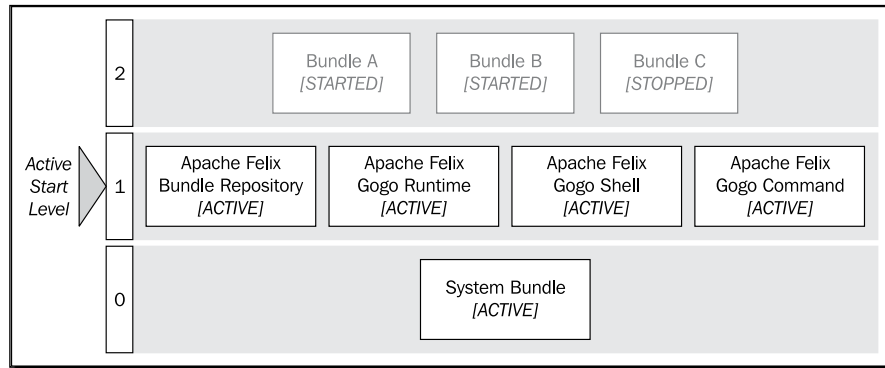 2
Bundle A
[STARTED]
Bundle B
[STARTED]
Bundle C
[STOPPED]
Active
Start
Level
1
Apache Felix
Bundle Repository
[ACTIVE]
Apache Felix
Gogo Runtime
[ACTIVE]
Apache Felix
Gogo Shell
[ACTIVE]
Apache Felix
Gogo Command
[ACTIVE]
0
System Bundle
[ACTIVE]